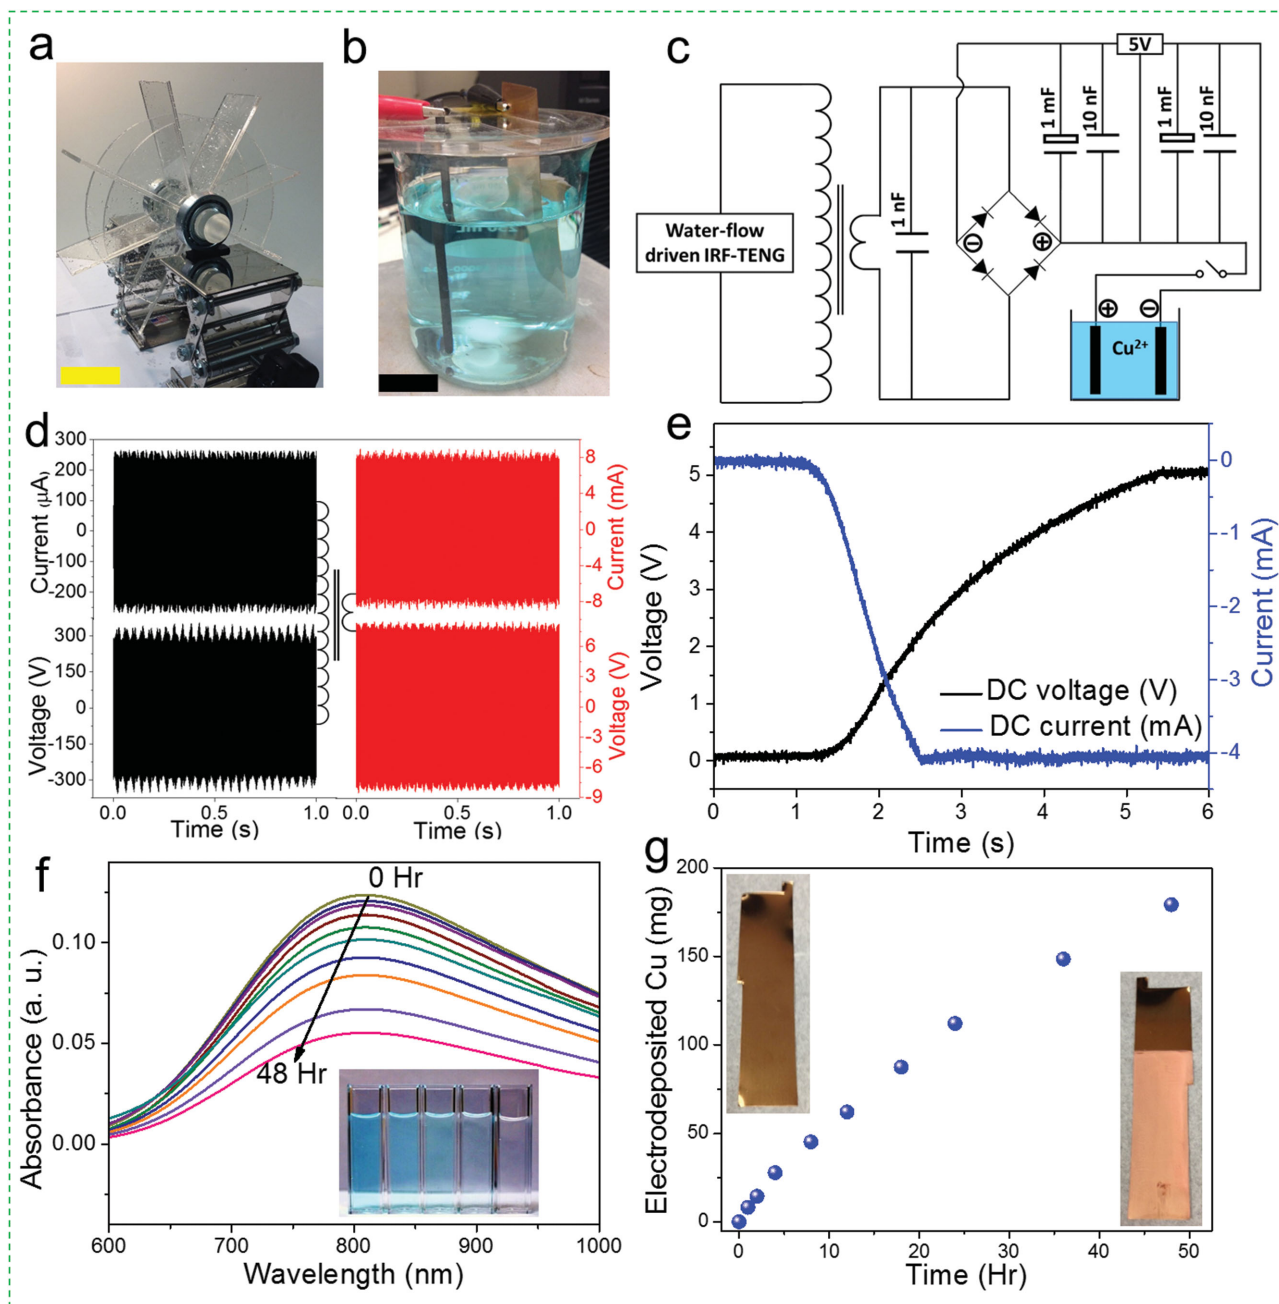 a
b
250 mL
c
5V
1 mF
10 nF
1 mF
10 nF
1 nF
Water-flow
driven IRF-TENG
Cu²⁺
d
300
200
100
0
-100
-200
Current (μA)
300
150
0
-150
-300
Voltage (V)
8
4
0
-4
-8
Current (mA)
6
3
0
-3
-6
-9
Voltage (V)
0.0
0.5
1.0
Time (s)
0.0
0.5
1.0
Time (s)
e
5
4
3
2
1
0
Voltage (V)
0
-1
-2
-3
-4
Current (mA)
DC voltage (V)
DC current (mA)
0
1
2
3
4
5
6
Time (s)
f
0 Hr
48 Hr
0.10
0.05
0.00
Absorbance (a. u.)
600
700
800
900
1000
Wavelength (nm)
g
200
150
100
50
0
Electrodeposited Cu (mg)
0
10
20
30
40
50
Time (Hr)